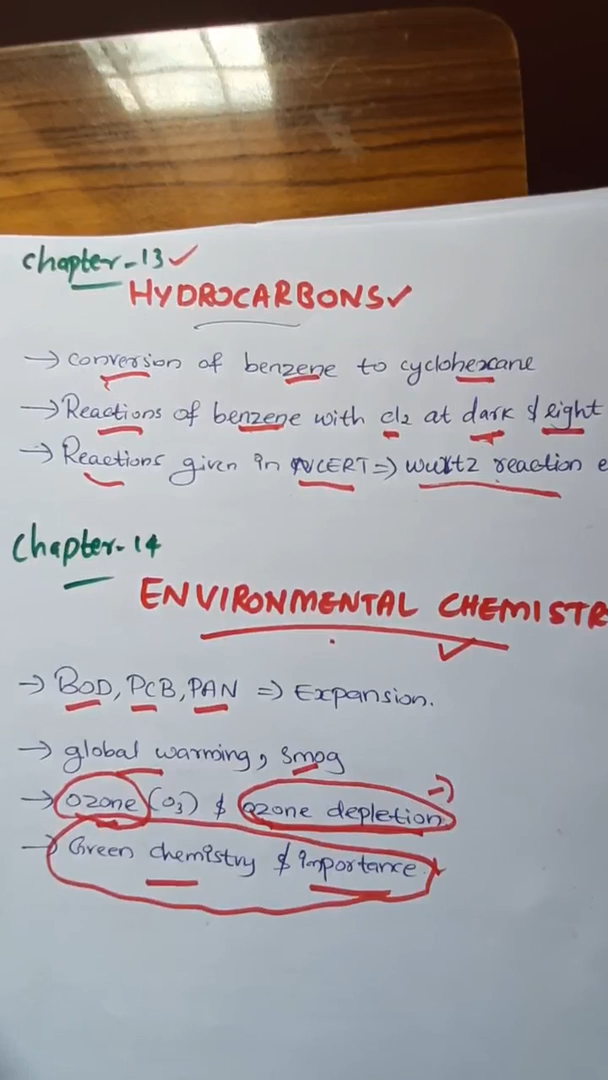 Chapter-13
HYDROCARBONS
→ conversion of benzene to cyclohexane
→ Reactions of benzene with cl2 at dark & light
→ Reactions given in NCERT ⇒ wurtz reaction e
Chapter-14
ENVIRONMENTAL CHEMISTR
→ BOD, PCB, PAN ⇒ Expansion.
→ global warming, smog
→ ozone (O3) & ozone depletion
→ Green chemistry & importance.